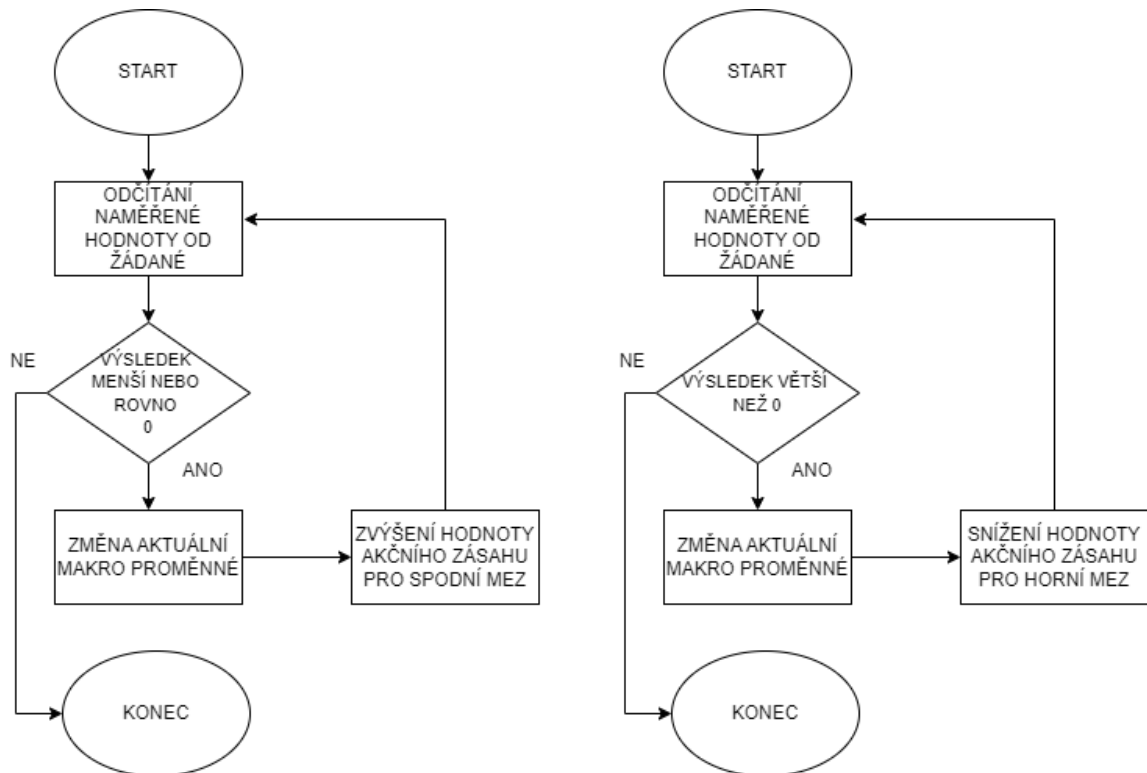 START
ODČÍTÁNÍ
NAMĚŘENÉ
HODNOTY OD
ŽÁDANÉ
NE
VÝSLEDEK
MENŠÍ NEBO
ROVNO
0
ANO
ZMĚNA AKTUÁLNÍ
MAKRO PROMĚNNÉ
ZVÝŠENÍ HODNOTY
AKČNÍHO ZÁSAHU
PRO SPODNÍ MEZ
KONEC
START
ODČÍTÁNÍ
NAMĚŘENÉ
HODNOTY OD
ŽÁDANÉ
NE
VÝSLEDEK VĚTŠÍ
NEŽ 0
ANO
ZMĚNA AKTUÁLNÍ
MAKRO PROMĚNNÉ
SNÍŽENÍ HODNOTY
AKČNÍHO ZÁSAHU
PRO HORNÍ MEZ
KONEC